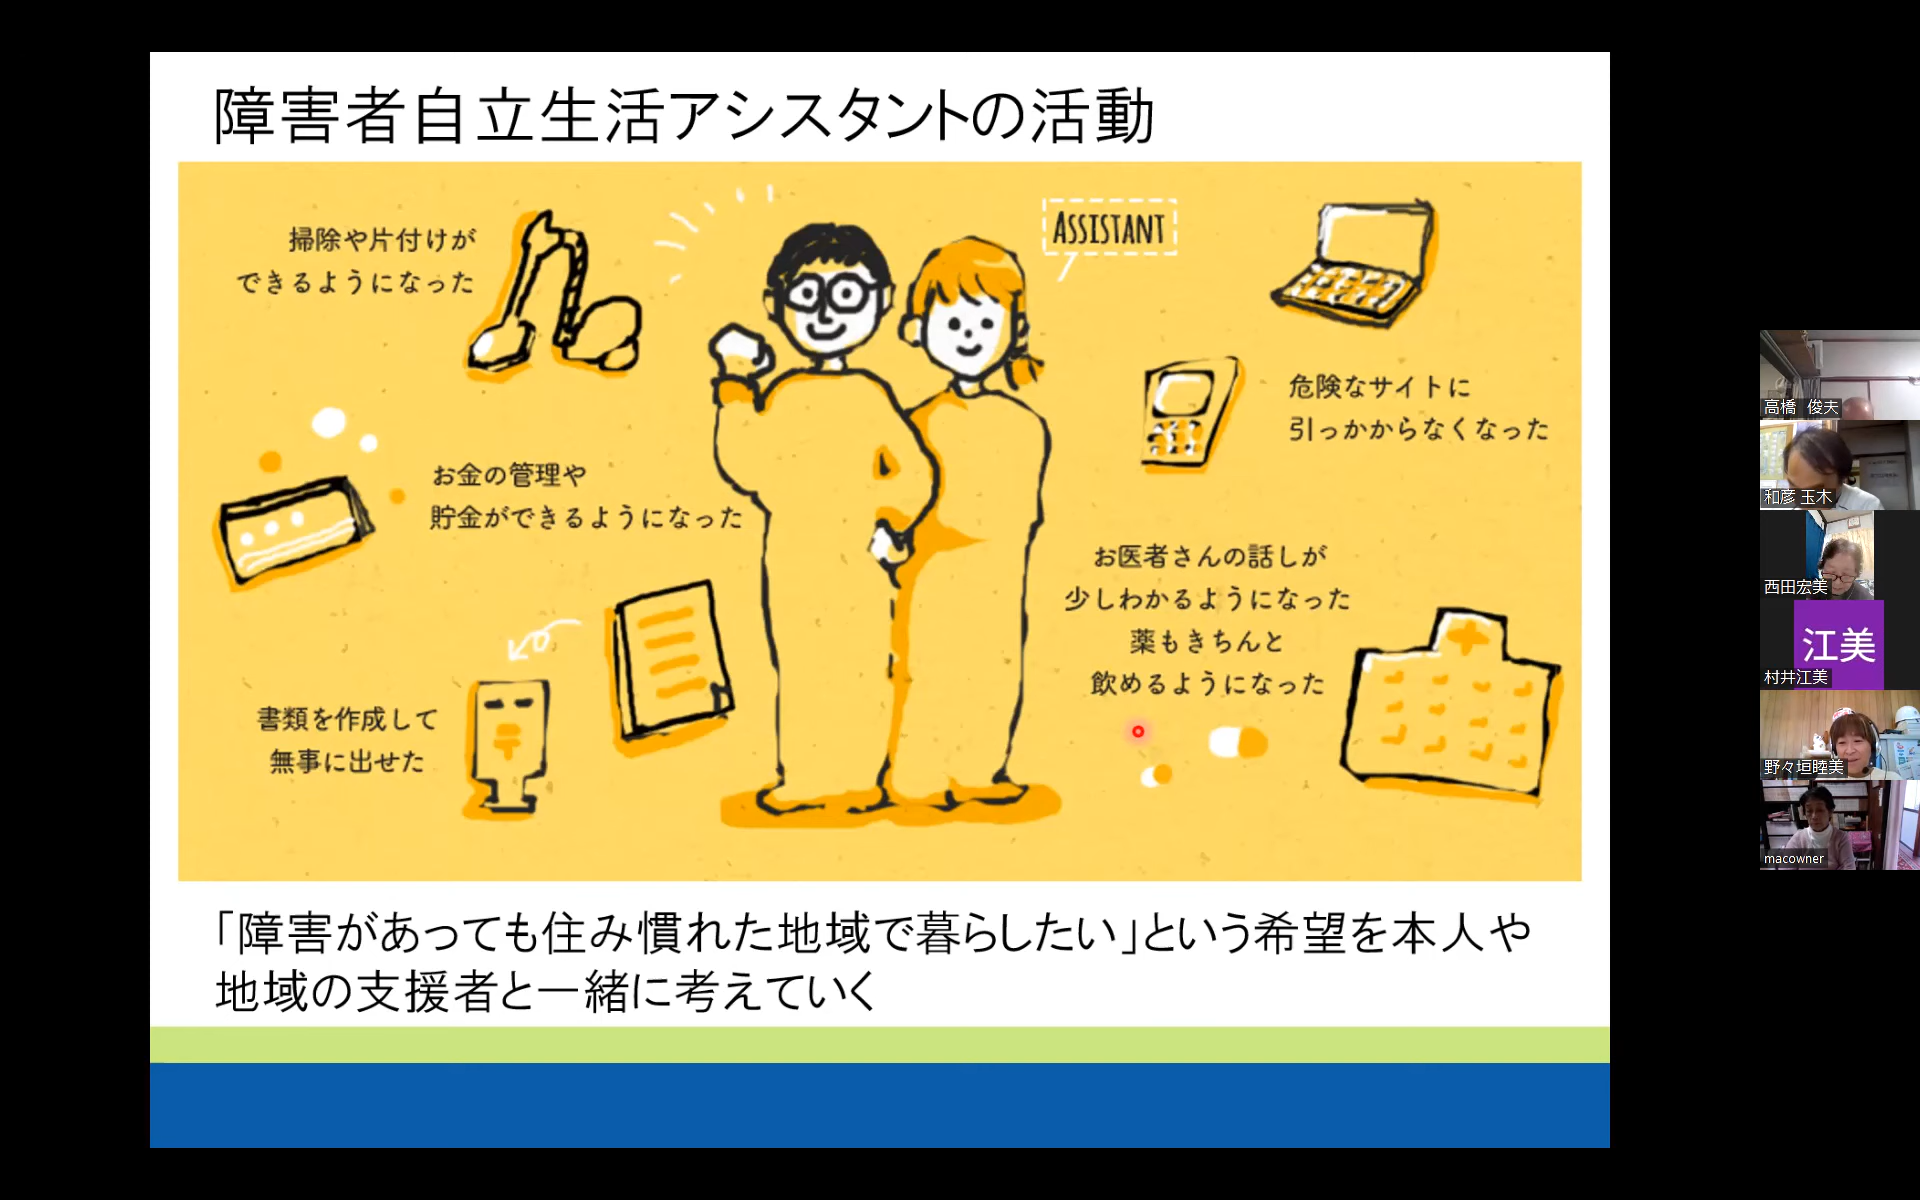 障害者自立生活アシスタントの活動
掃除や片付けが
できるようになった
ASSISTANT
危険なサイトに
引っかからなくなった
お金の管理や
貯金ができるようになった
お医者さんの話しが
少しわかるようになった
薬もきちんと
飲めるようになった
書類を作成して
無事に出せた
「障害があっても住み慣れた地域で暮らしたい」という希望を本人や
地域の支援者と一緒に考えていく
高橋 俊夫
和彦 玉木
西田宏美
江美
村井江美
野々垣睦美
macowner